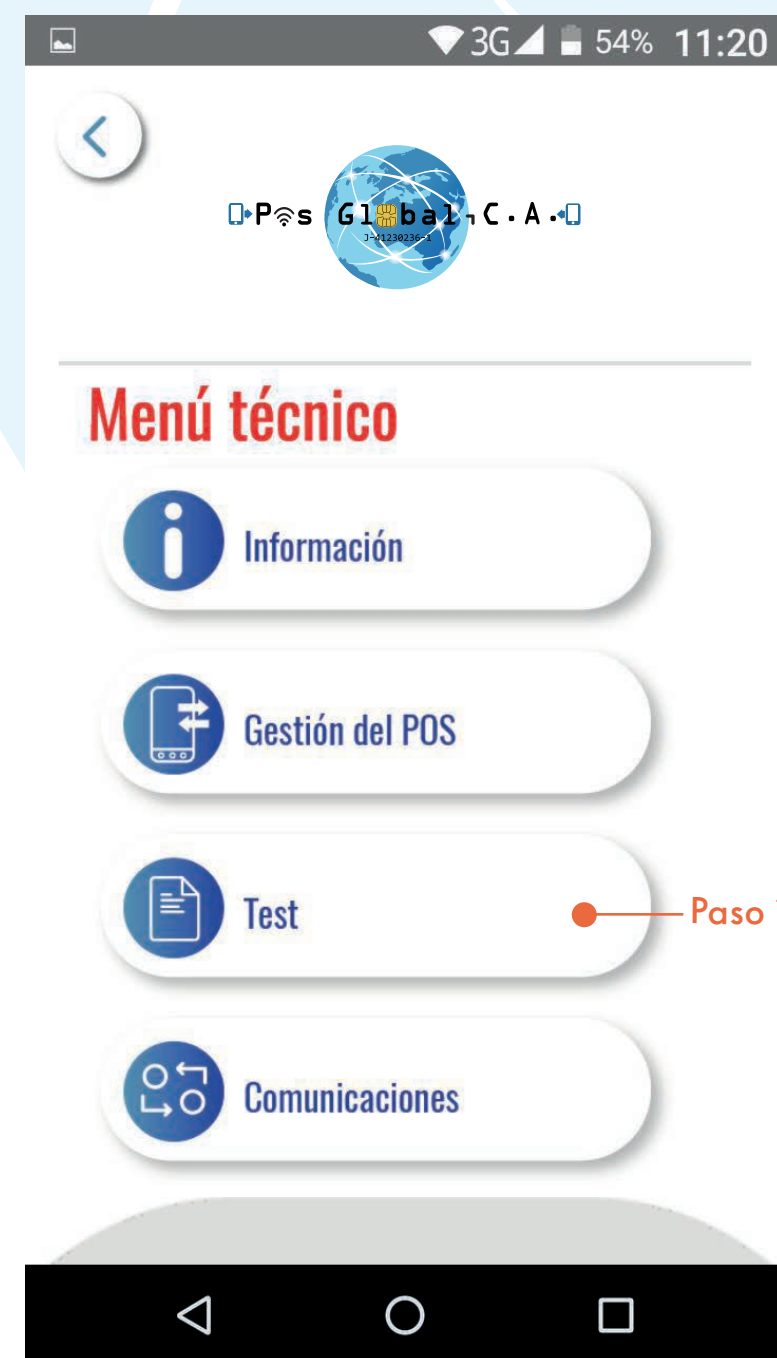 3G 54% 11:20
Pos Global, C.A.
J-41230236-1
Menú técnico
Información
Gestión del POS
Test
Paso
Comunicaciones